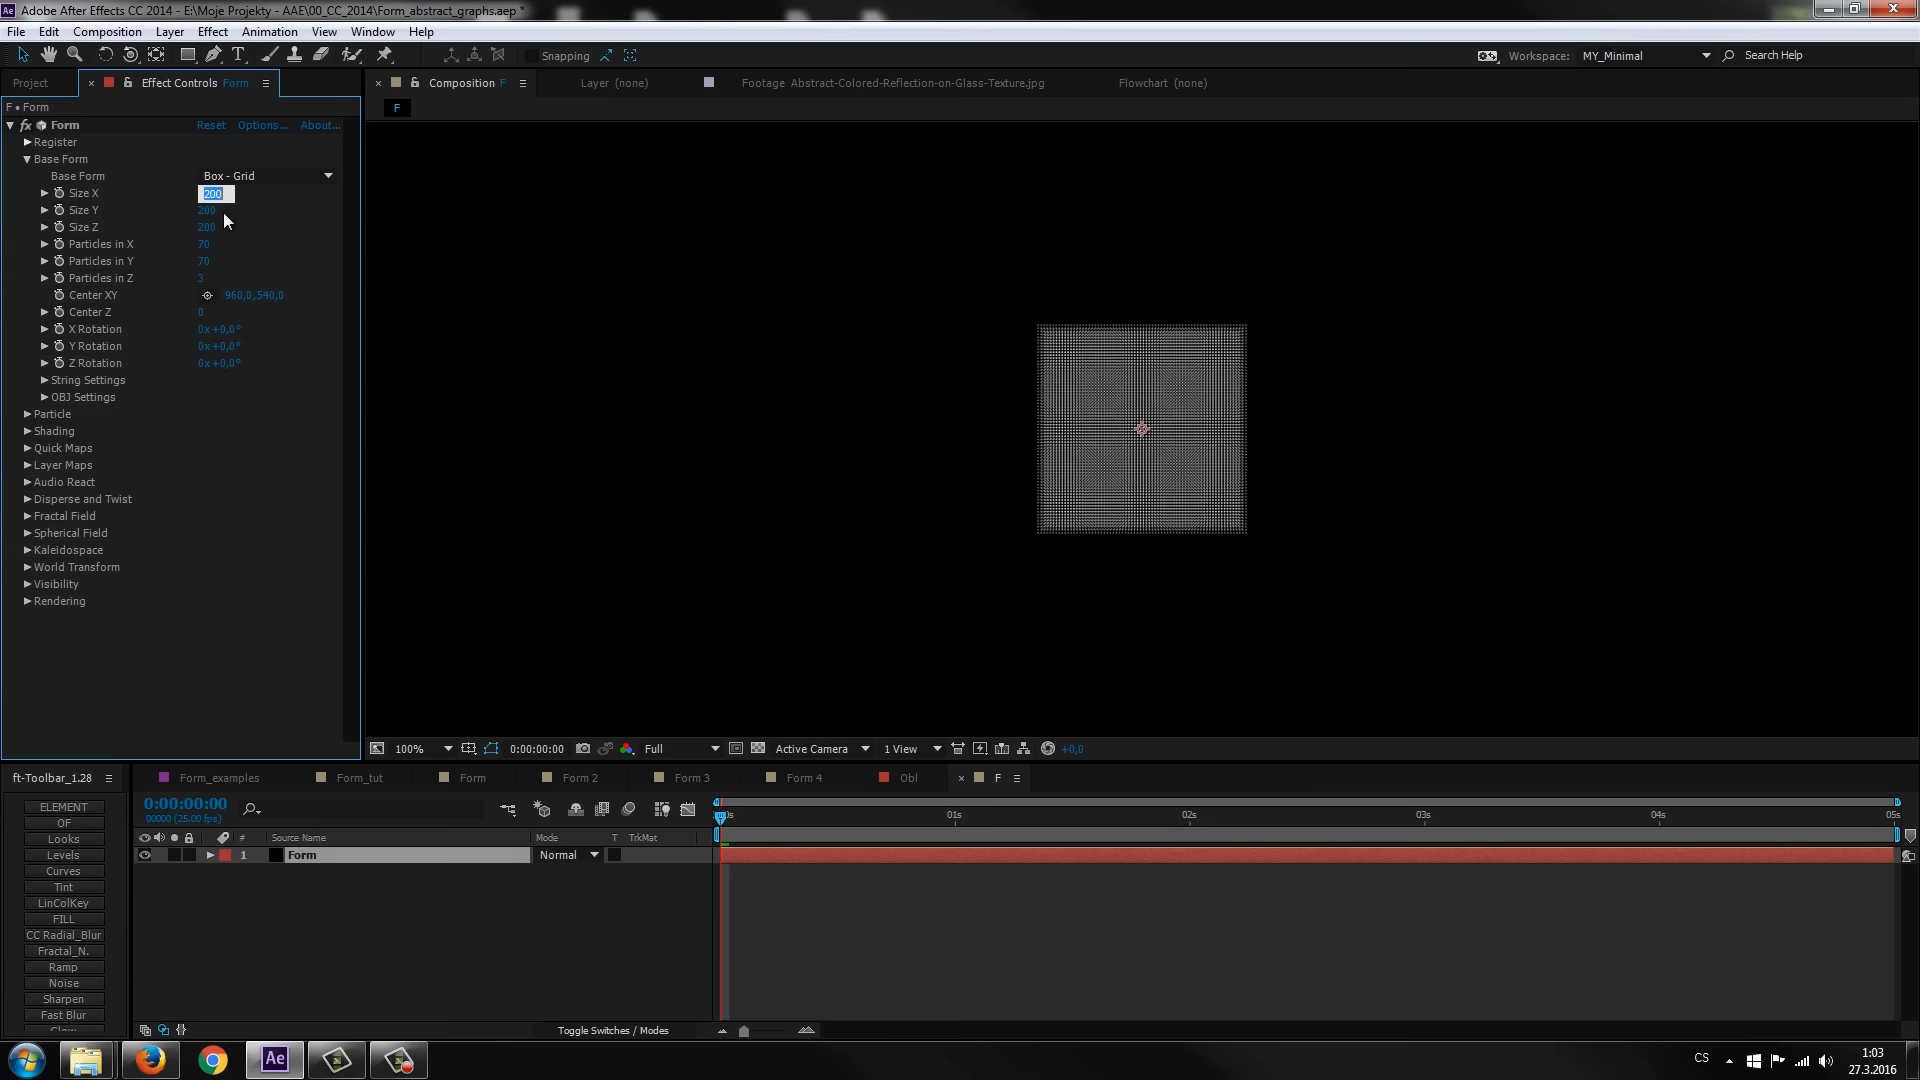 Adobe After Effects CC 2014 - E:\Moje Projekty - AAE\00_CC_2014\Form_abstract_graphs.aep *
File Edit Composition Layer Effect Animation View Window Help
Snapping Workspace: MY_Minimal Search Help
Project × Effect Controls Form × Composition F Layer (none) Footage Abstract-Colored-Reflection-on-Glass-Texture.jpg Flowchart (none)
F • Form F
fx Form Reset Options... About...
Register
Base Form
Base Form Box - Grid
Size X 200
Size Y 200
Size Z 200
Particles in X 70
Particles in Y 70
Particles in Z 3
Center XY 960,0,540,0
Center Z 0
X Rotation 0x+0,0°
Y Rotation 0x+0,0°
Z Rotation 0x+0,0°
String Settings
OBJ Settings
Particle
Shading
Quick Maps
Layer Maps
Audio React
Disperse and Twist
Fractal Field
Spherical Field
Kaleidospace
World Transform
Visibility
Rendering
100% 0:00:00:00 Full Active Camera 1 View +0,0
ft-Toolbar_1.28 Form_examples Form_tut Form Form 2 Form 3 Form 4 Obl × F
ELEMENT
OF
Looks
Levels
Curves
Tint
LinColKey
FILL
CC Radial_Blur
Fractal_N.
Ramp
Noise
Sharpen
Fast Blur
Glow
0:00:00:00
00000 (25.00 fps)
01s 02s 03s 04s 05s
# Source Name Mode T TrkMat
1 Form Normal
Toggle Switches / Modes
Ae CS 1:03
27.3.2016